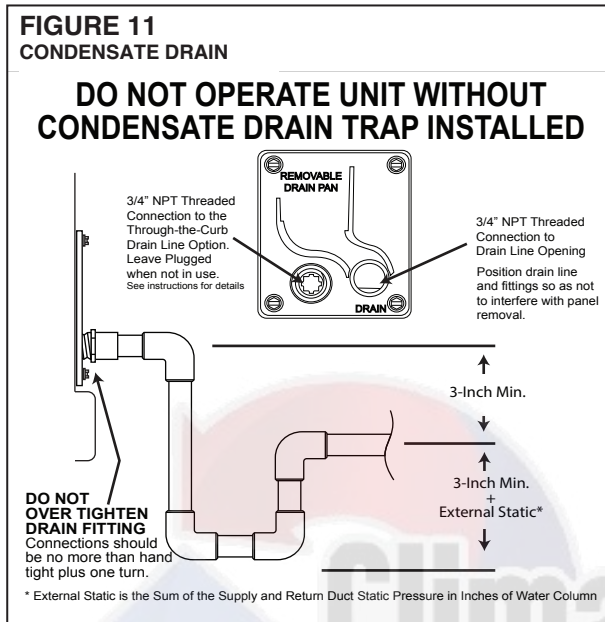 FIGURE 11
CONDENSATE DRAIN
DO NOT OPERATE UNIT WITHOUT
CONDENSATE DRAIN TRAP INSTALLED
REMOVABLE
DRAIN PAN
DRAIN
3/4" NPT Threaded
Connection to the
Through-the-Curb
Drain Line Option.
Leave Plugged
when not in use.
See instructions for details
3/4" NPT Threaded
Connection to
Drain Line Opening
Position drain line
and fittings so as not
to interfere with panel
removal.
3-Inch Min.
3-Inch Min.
+
External Static*
DO NOT
OVER TIGHTEN
DRAIN FITTING
Connections should
be no more than hand
tight plus one turn.
* External Static is the Sum of the Supply and Return Duct Static Pressure in Inches of Water Column
Clima